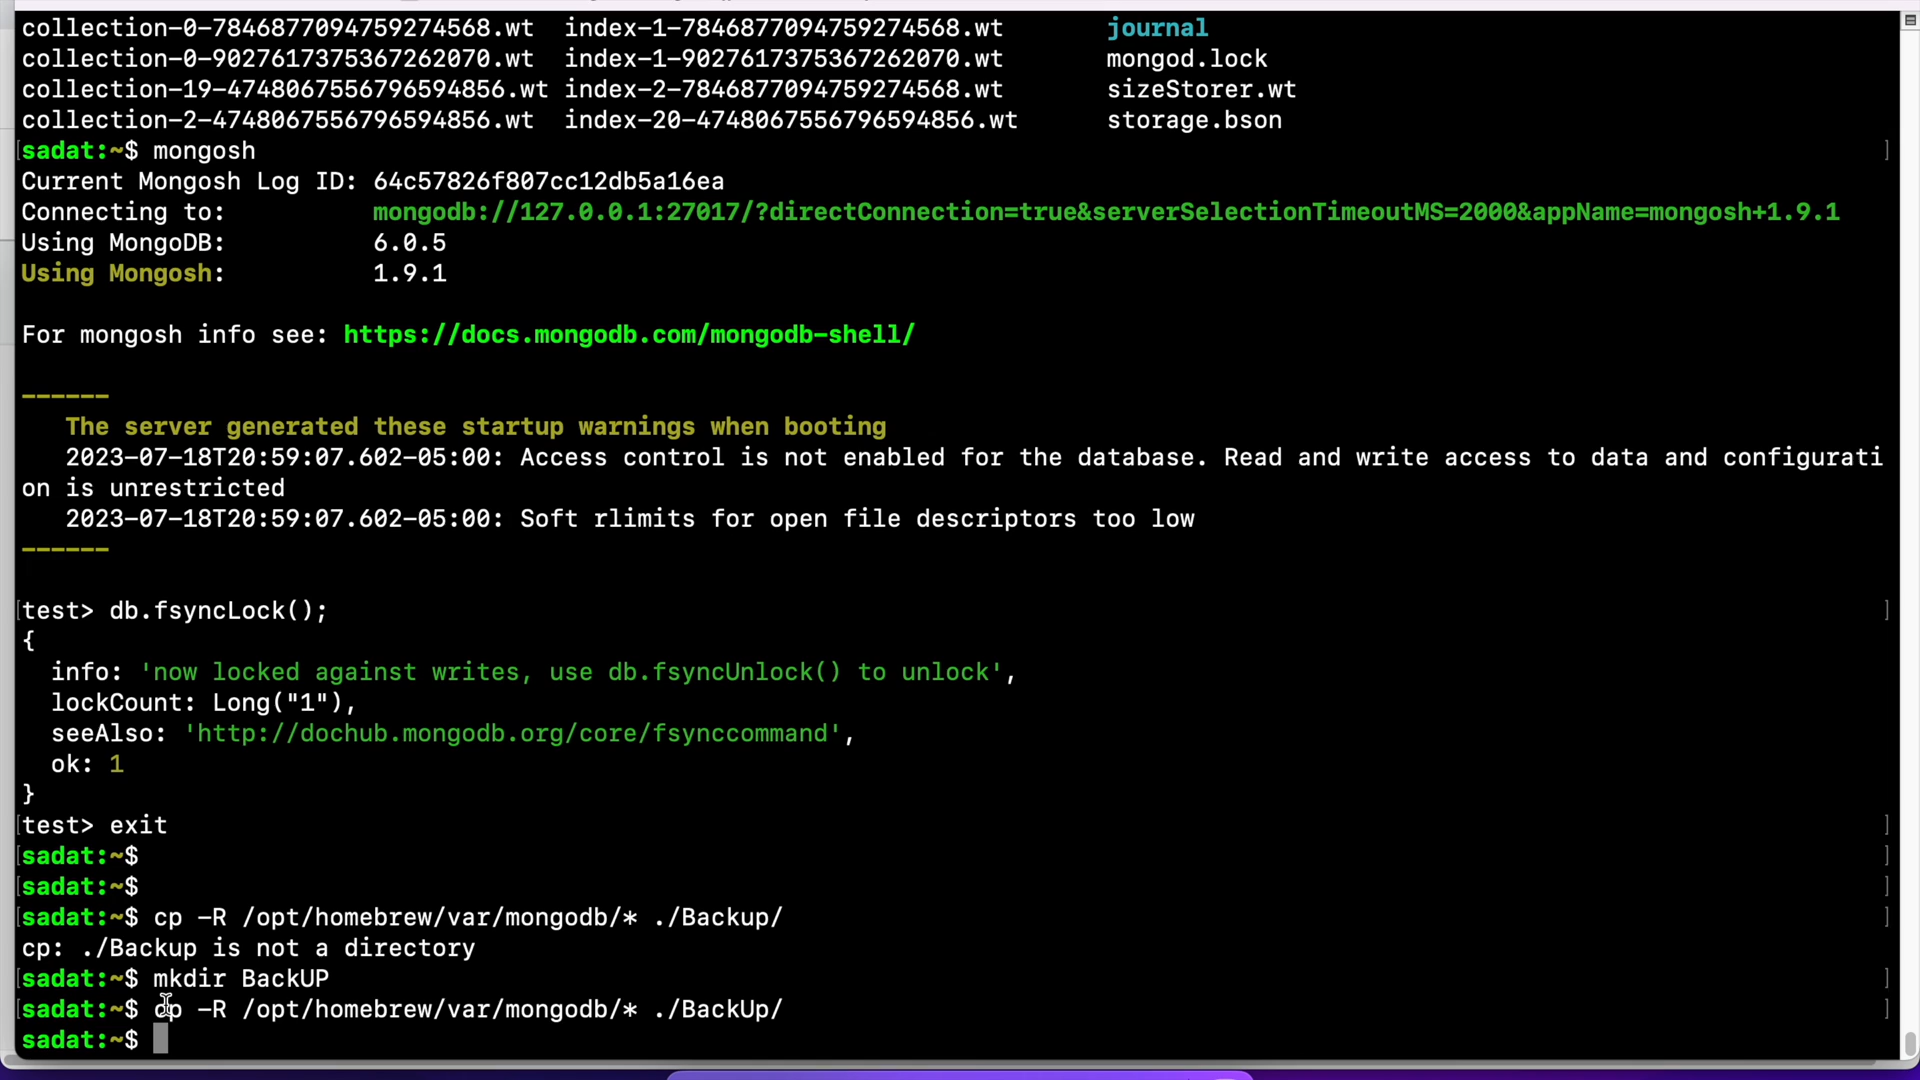 collection-0-7846877094759274568.wt  index-1-7846877094759274568.wt       journal
collection-0-9027617375367262070.wt  index-1-9027617375367262070.wt       mongod.lock
collection-19-4748067556796594856.wt index-2-7846877094759274568.wt       sizeStorer.wt
collection-2-4748067556796594856.wt  index-20-4748067556796594856.wt      storage.bson
[sadat:~$ mongosh ]
Current Mongosh Log ID: 64c57826f807cc12db5a16ea
Connecting to:          mongodb://127.0.0.1:27017/?directConnection=true&serverSelectionTimeoutMS=2000&appName=mongosh+1.9.1
Using MongoDB:          6.0.5
Using Mongosh:          1.9.1
For mongosh info see: https://docs.mongodb.com/mongodb-shell/
------
   The server generated these startup warnings when booting
   2023-07-18T20:59:07.602-05:00: Access control is not enabled for the database. Read and write access to data and configurati
on is unrestricted
   2023-07-18T20:59:07.602-05:00: Soft rlimits for open file descriptors too low
------
[test> db.fsyncLock(); ]
{
  info: 'now locked against writes, use db.fsyncUnlock() to unlock',
  lockCount: Long("1"),
  seeAlso: 'http://dochub.mongodb.org/core/fsynccommand',
  ok: 1
}
[test> exit ]
[sadat:~$ ]
[sadat:~$ ]
[sadat:~$ cp -R /opt/homebrew/var/mongodb/* ./Backup/ ]
cp: ./Backup is not a directory
[sadat:~$ mkdir BackUP ]
[sadat:~$ cp -R /opt/homebrew/var/mongodb/* ./BackUp/ ]
sadat:~$